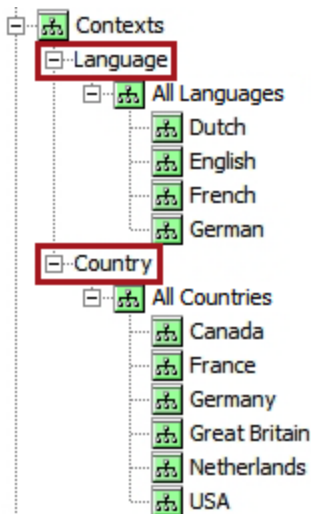 Contexts
Language
All Languages
Dutch
English
French
German
Country
All Countries
Canada
France
Germany
Great Britain
Netherlands
USA